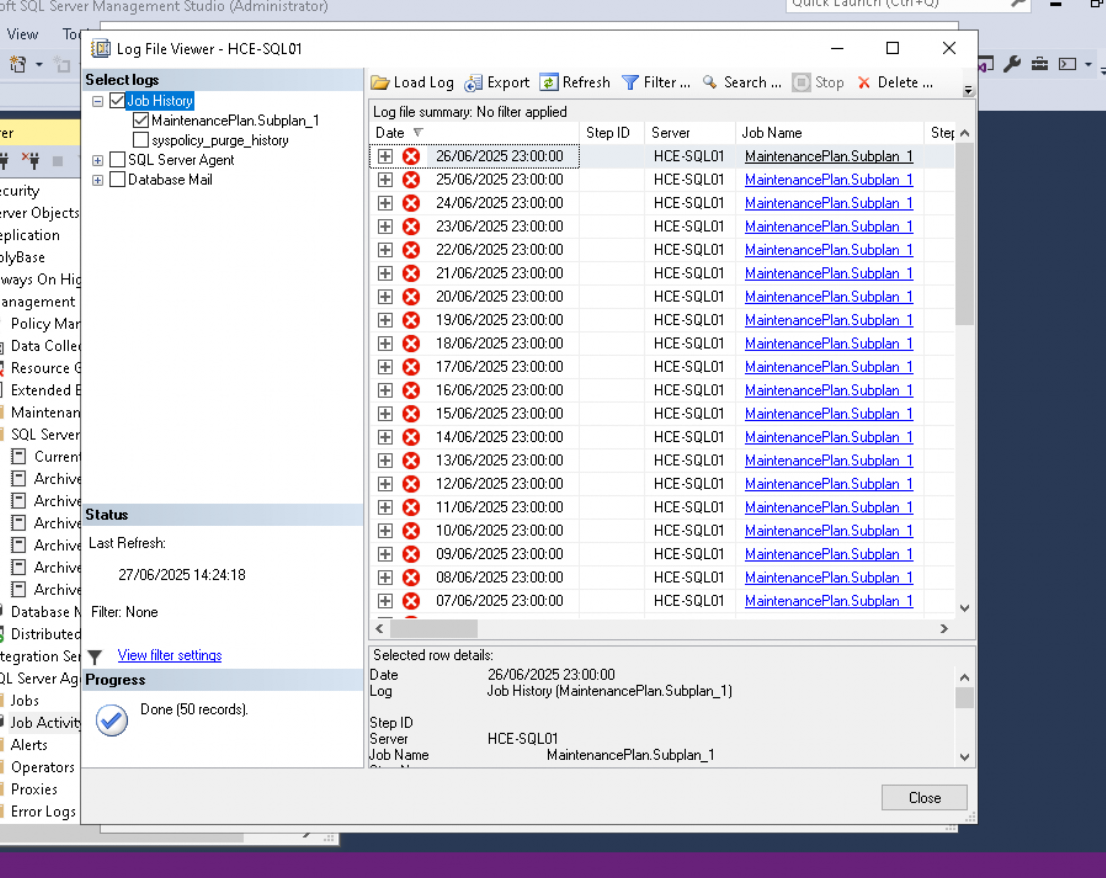 SQL Server Management Studio (Administrator)
Quick Launch (Ctrl+Q)
View
Log File Viewer - HCE-SQL01
Select logs
Job History
MaintenancePlan.Subplan_1
syspolicy_purge_history
SQL Server Agent
Database Mail
Load Log Export Refresh Filter ... Search ... Stop Delete ...
Log file summary: No filter applied
Date Step ID Server Job Name
26/06/2025 23:00:00 HCE-SQL01 MaintenancePlan.Subplan_1
25/06/2025 23:00:00 HCE-SQL01 MaintenancePlan.Subplan_1
24/06/2025 23:00:00 HCE-SQL01 MaintenancePlan.Subplan_1
23/06/2025 23:00:00 HCE-SQL01 MaintenancePlan.Subplan_1
22/06/2025 23:00:00 HCE-SQL01 MaintenancePlan.Subplan_1
21/06/2025 23:00:00 HCE-SQL01 MaintenancePlan.Subplan_1
20/06/2025 23:00:00 HCE-SQL01 MaintenancePlan.Subplan_1
19/06/2025 23:00:00 HCE-SQL01 MaintenancePlan.Subplan_1
18/06/2025 23:00:00 HCE-SQL01 MaintenancePlan.Subplan_1
17/06/2025 23:00:00 HCE-SQL01 MaintenancePlan.Subplan_1
16/06/2025 23:00:00 HCE-SQL01 MaintenancePlan.Subplan_1
15/06/2025 23:00:00 HCE-SQL01 MaintenancePlan.Subplan_1
14/06/2025 23:00:00 HCE-SQL01 MaintenancePlan.Subplan_1
13/06/2025 23:00:00 HCE-SQL01 MaintenancePlan.Subplan_1
12/06/2025 23:00:00 HCE-SQL01 MaintenancePlan.Subplan_1
11/06/2025 23:00:00 HCE-SQL01 MaintenancePlan.Subplan_1
10/06/2025 23:00:00 HCE-SQL01 MaintenancePlan.Subplan_1
09/06/2025 23:00:00 HCE-SQL01 MaintenancePlan.Subplan_1
08/06/2025 23:00:00 HCE-SQL01 MaintenancePlan.Subplan_1
07/06/2025 23:00:00 HCE-SQL01 MaintenancePlan.Subplan_1
Selected row details:
Date 26/06/2025 23:00:00
Log Job History (MaintenancePlan.Subplan_1)
Step ID
Server HCE-SQL01
Job Name MaintenancePlan.Subplan_1
Status
Last Refresh:
27/06/2025 14:24:18
Filter: None
View filter settings
Progress
Done (50 records).
Close
curity
rver Objects
eplication
olyBase
ways On Hig
anagement
Policy Mar
Data Colle
Resource G
Extended E
Maintenan
SQL Server
Current
Archive
Archive
Archive
Archive
Archive
Archive
Database M
Distributed
tegration Ser
QL Server Ag
Jobs
Job Activity
Alerts
Operators
Proxies
Error Logs